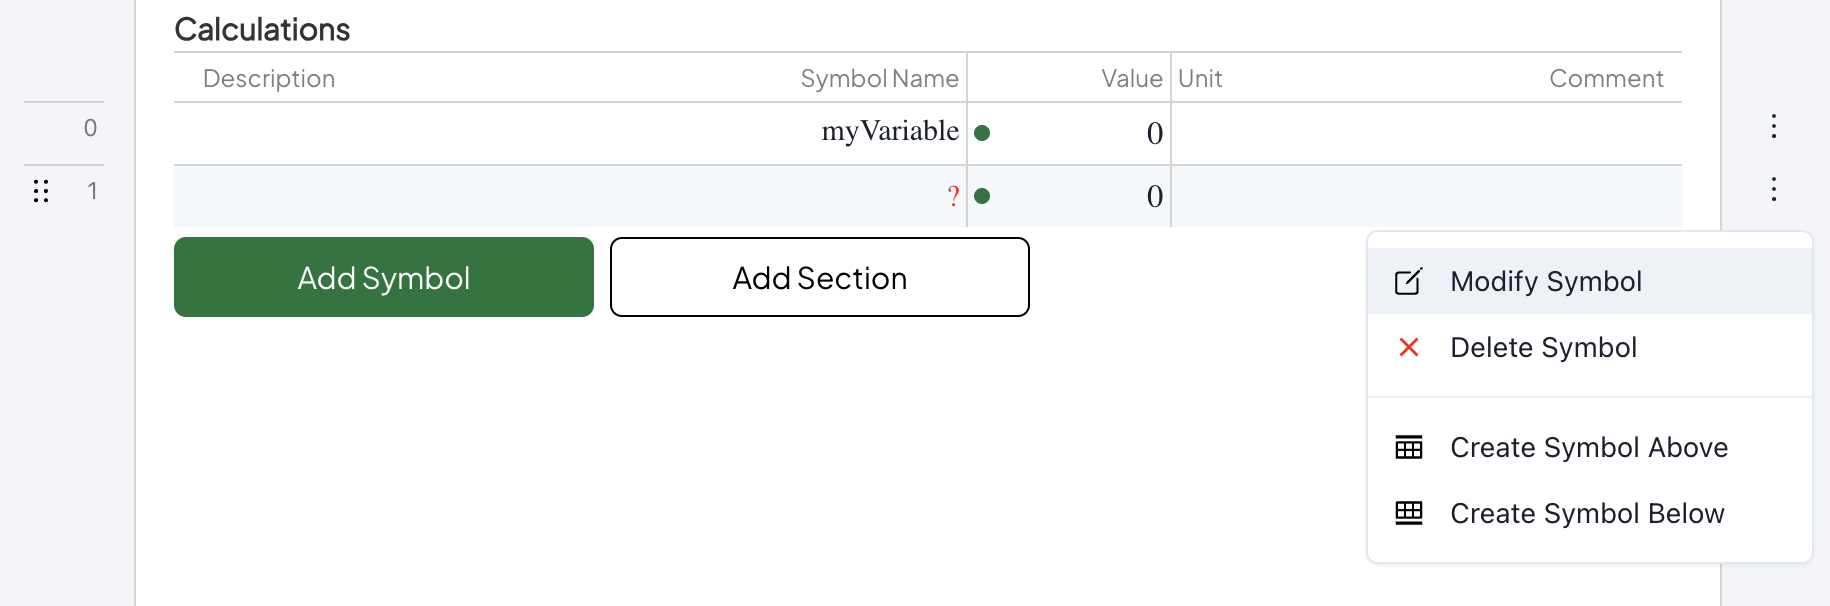 Calculations
Description Symbol Name Value Unit Comment
0 myVariable 0
1 ? 0
Add Symbol Add Section
Modify Symbol
Delete Symbol
Create Symbol Above
Create Symbol Below